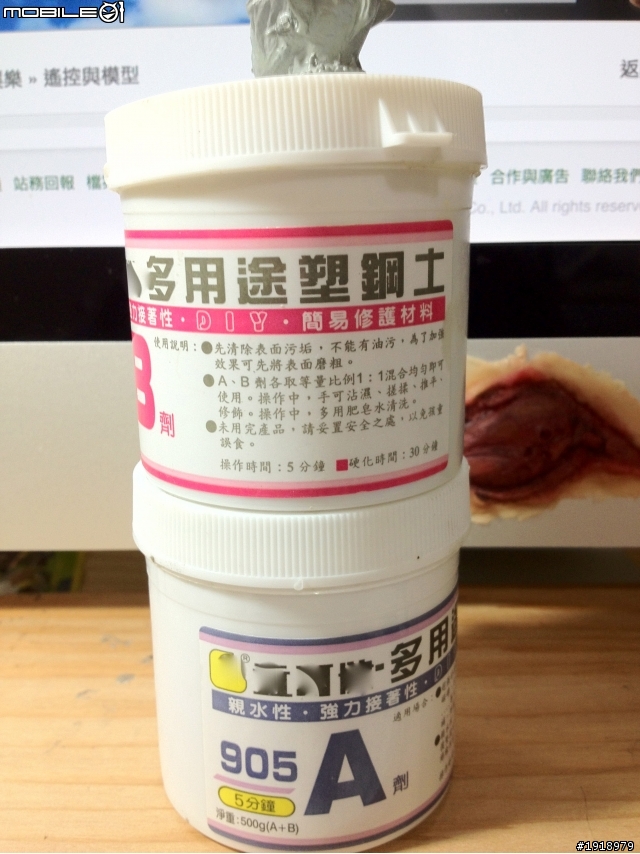 MOBILE01
樂 » 遙控與模型
返
站務回報 檔
合作與廣告 聯絡我們
Co., Ltd. All rights reserve
多用途塑鋼土
強力接著性・DIY・簡易修護材料
B劑
使用說明：●先清除表面污垢，不能有油污，為了加強
效果可先將表面磨粗。
●A、B劑各取等量比例1：1混合均勻即可
使用。操作中，手可沾濕、搓揉、推平、
修飾。操作中，多用肥皂水清洗。
●未用完產品，請妥置安全之處，以免孩童
誤食。
操作時間：5分鐘 ■硬化時間：30分鐘
®
多用
親水性・強力接著性・D
適用場合
905 A劑
5分鐘
淨重:500g(A+B)
#1918979